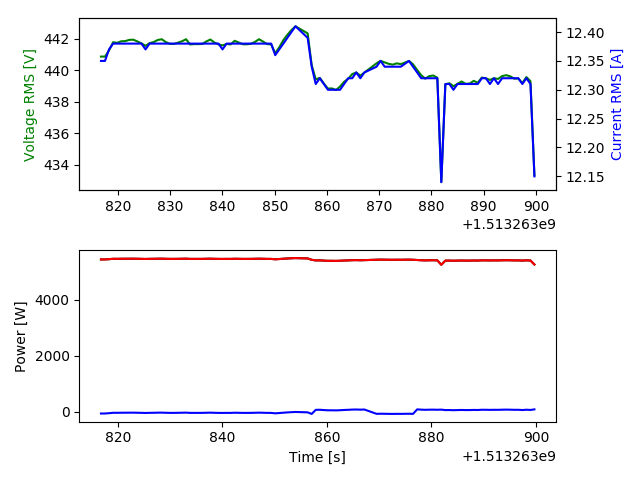 442
440
438
436
434
12.40
12.35
12.30
12.25
12.20
12.15
Voltage RMS [V]
Current RMS [A]
820 830 840 850 860 870 880 890 900
+1.513263e9
4000
2000
0
Power [W]
820 840 860 880 900
Time [s] +1.513263e9